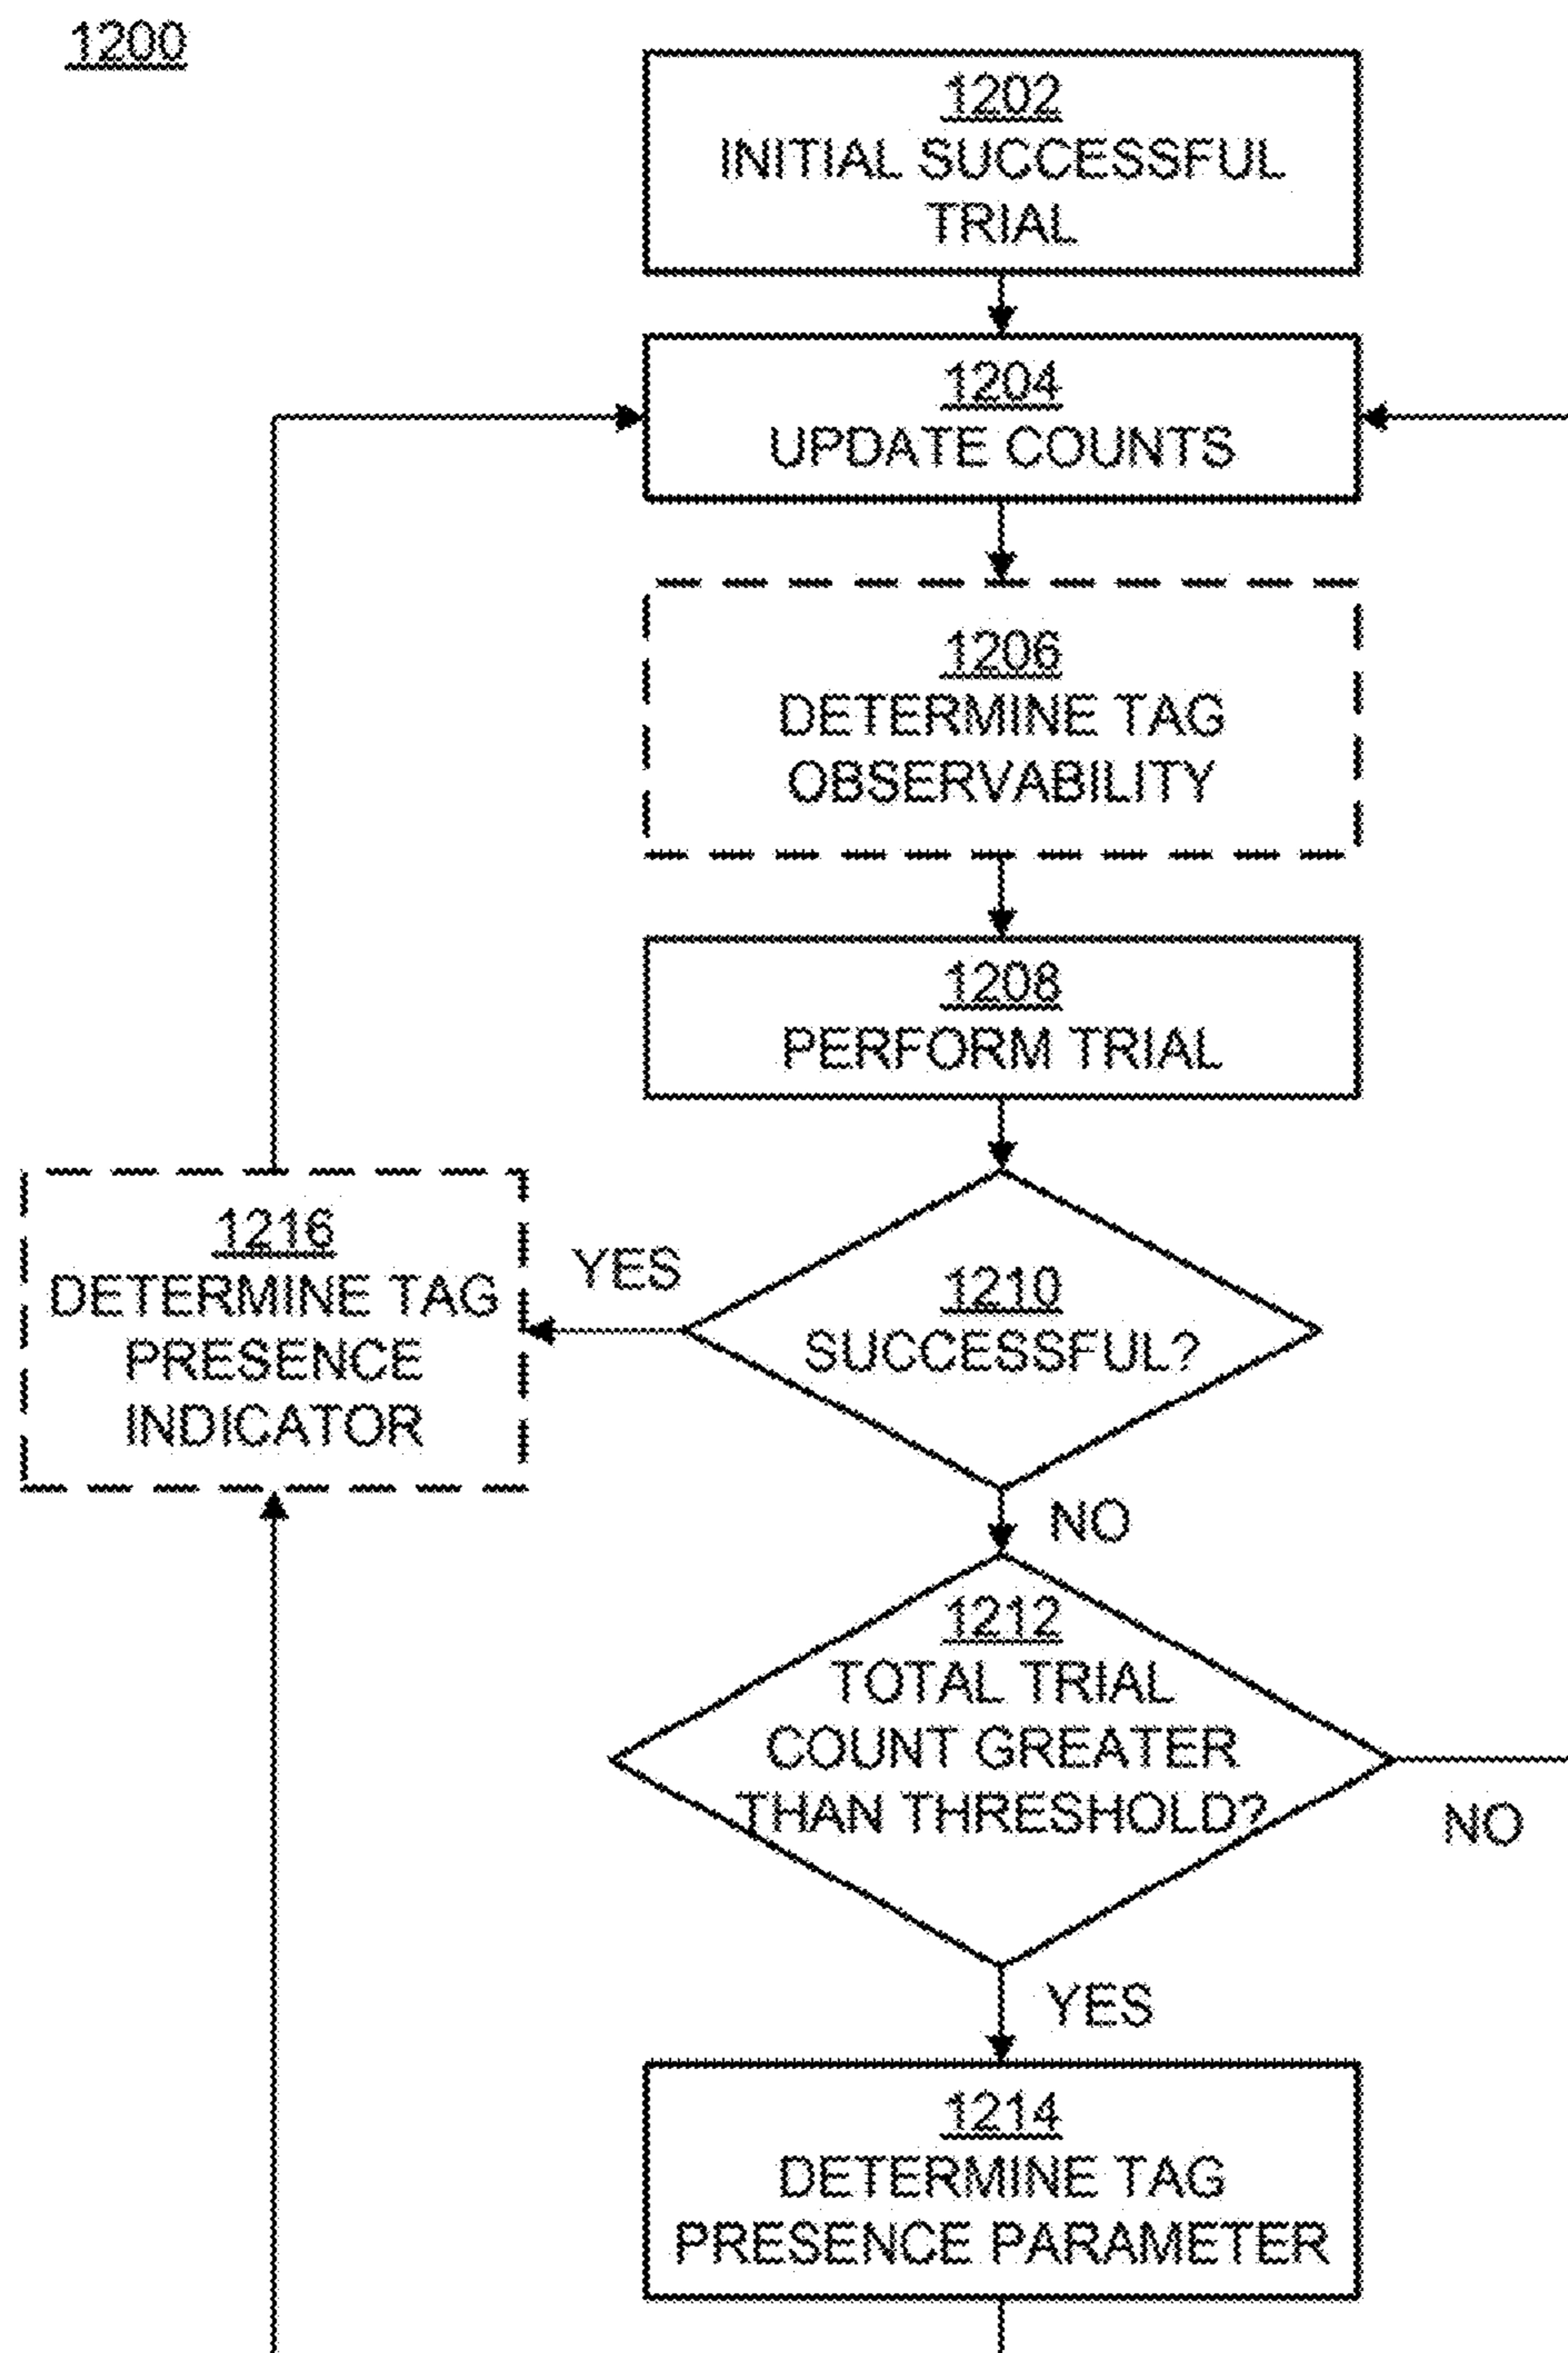 1200
1202
INITIAL SUCCESSFUL
TRIAL
1204
UPDATE COUNTS
1206
DETERMINE TAG
OBSERVABILITY
1208
PERFORM TRIAL
1216
DETERMINE TAG
PRESENCE
INDICATOR
YES
1210
SUCCESSFUL?
NO
1212
TOTAL TRIAL
COUNT GREATER
THAN THRESHOLD?
NO
YES
1214
DETERMINE TAG
PRESENCE PARAMETER